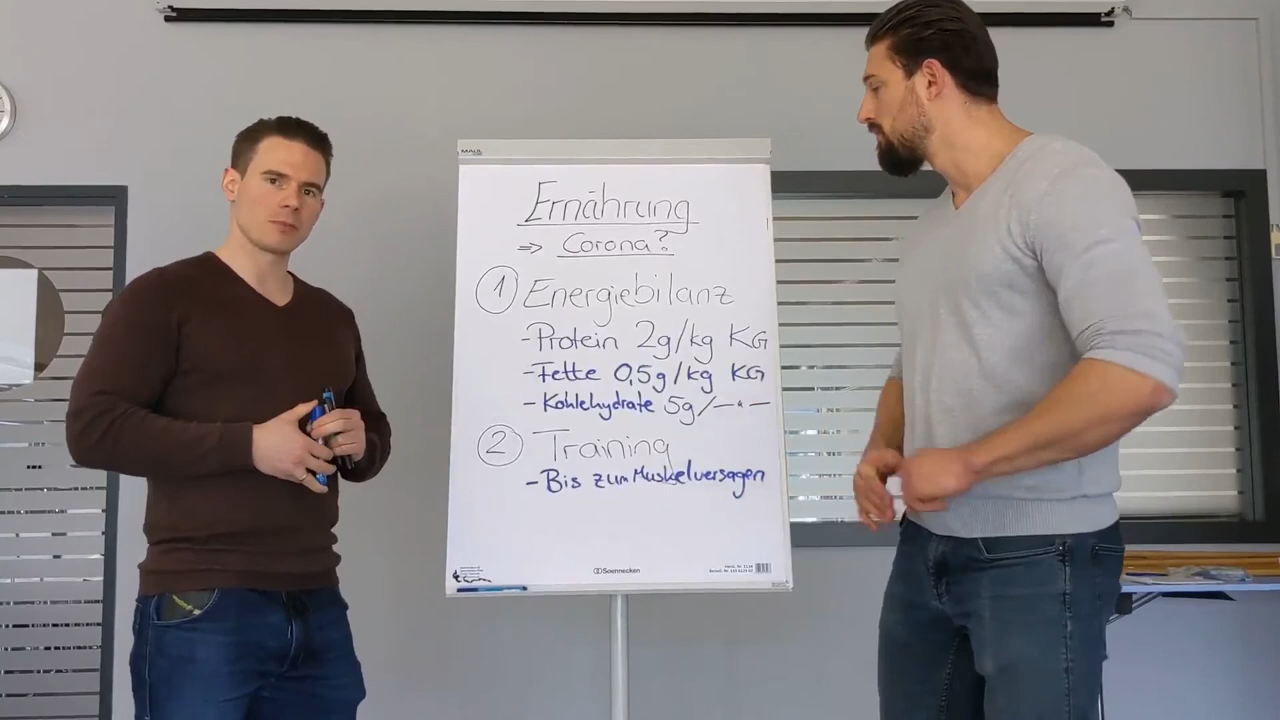 MAUL
Ernährung
⇒ Corona?
① Energiebilanz
- Protein 2g/kg KG
- Fette 0,5g/kg KG
- Kohlehydrate 5g/—"—
② Training
- Bis zum Muskelversagen
Soennecken